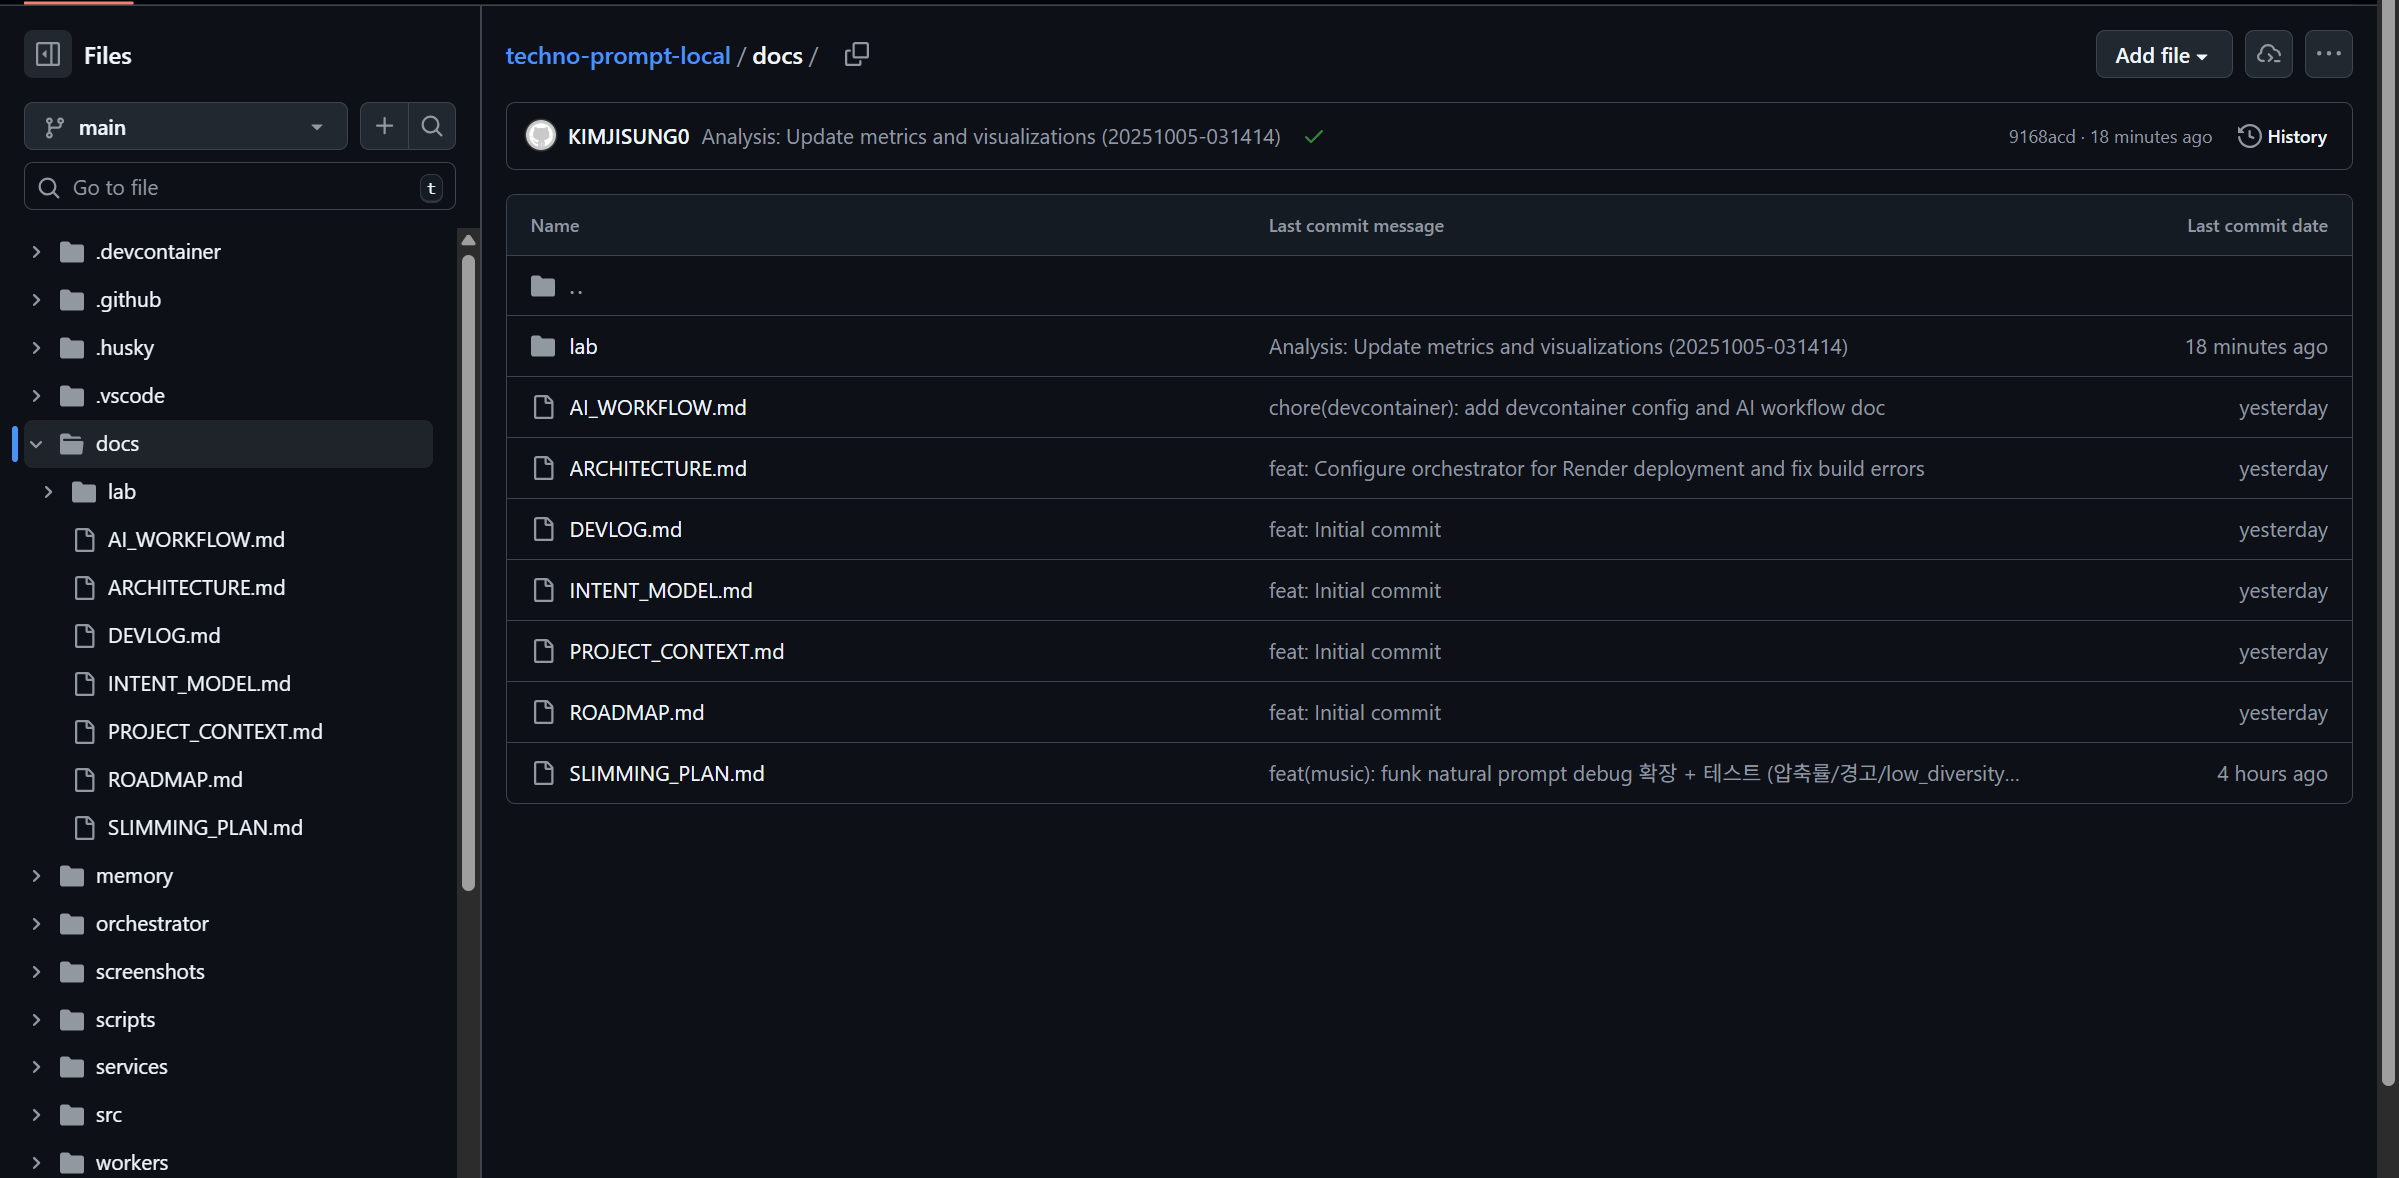 Files
main
Go to file
t
.devcontainer
.github
.husky
.vscode
docs
lab
AI_WORKFLOW.md
ARCHITECTURE.md
DEVLOG.md
INTENT_MODEL.md
PROJECT_CONTEXT.md
ROADMAP.md
SLIMMING_PLAN.md
memory
orchestrator
screenshots
scripts
services
src
workers
techno-prompt-local / docs /
Add file
KIMJISUNG0 Analysis: Update metrics and visualizations (20251005-031414)
9168acd · 18 minutes ago History
Name Last commit message Last commit date
..
lab Analysis: Update metrics and visualizations (20251005-031414) 18 minutes ago
AI_WORKFLOW.md chore(devcontainer): add devcontainer config and AI workflow doc yesterday
ARCHITECTURE.md feat: Configure orchestrator for Render deployment and fix build errors yesterday
DEVLOG.md feat: Initial commit yesterday
INTENT_MODEL.md feat: Initial commit yesterday
PROJECT_CONTEXT.md feat: Initial commit yesterday
ROADMAP.md feat: Initial commit yesterday
SLIMMING_PLAN.md feat(music): funk natural prompt debug 확장 + 테스트 (압축률/경고/low_diversity... 4 hours ago